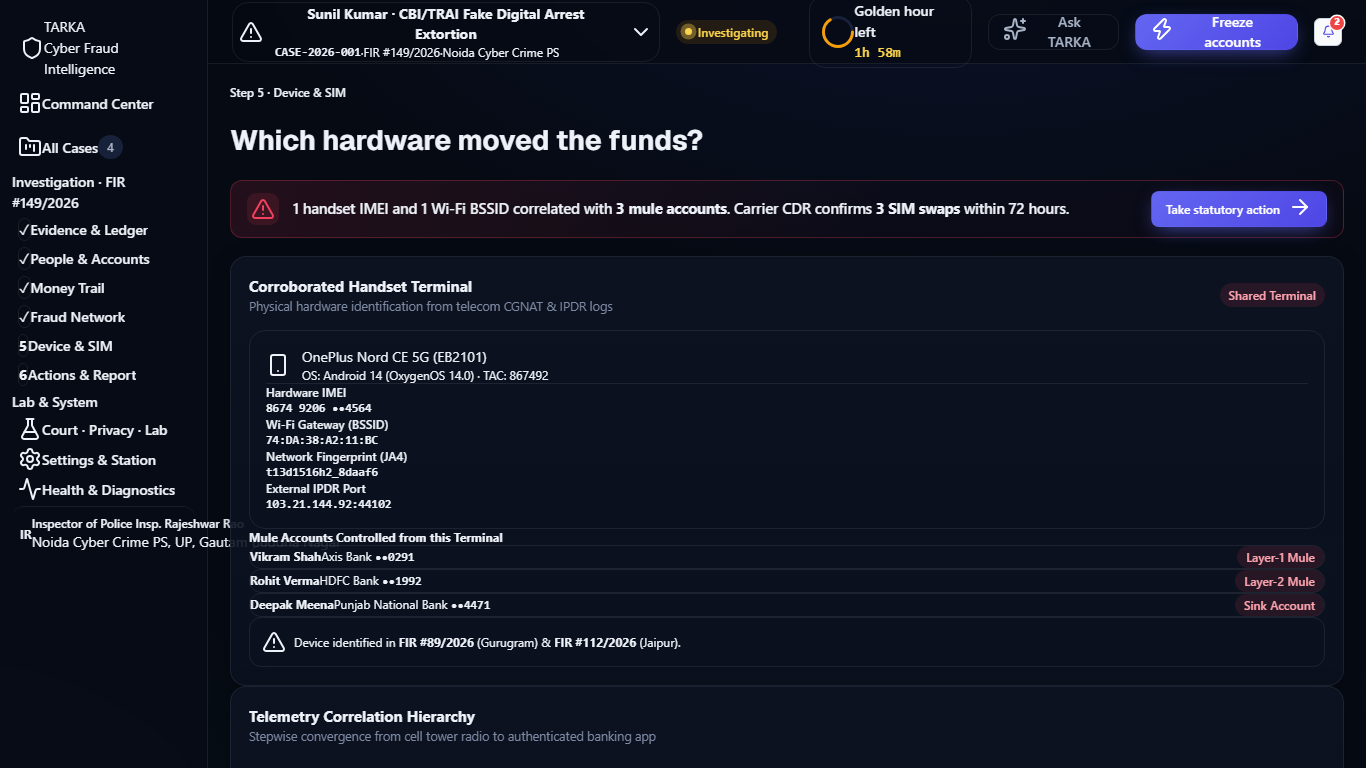 TARKA
Cyber Fraud
Intelligence
Command Center
All Cases 4
Investigation · FIR
#149/2026
✓Evidence & Ledger
✓People & Accounts
✓Money Trail
✓Fraud Network
5Device & SIM
6Actions & Report
Lab & System
Court · Privacy · Lab
Settings & Station
Health & Diagnostics
IR
Inspector of Police Insp. Rajeshwar Rao
Noida Cyber Crime PS, UP, Gautam
Sunil Kumar · CBI/TRAI Fake Digital Arrest
Extortion
CASE-2026-001·FIR #149/2026·Noida Cyber Crime PS
Investigating
Golden hour
left
1h 58m
Ask
TARKA
Freeze
accounts
2
Step 5 · Device & SIM
Which hardware moved the funds?
1 handset IMEI and 1 Wi-Fi BSSID correlated with 3 mule accounts. Carrier CDR confirms 3 SIM swaps within 72 hours.
Take statutory action
Corroborated Handset Terminal
Physical hardware identification from telecom CGNAT & IPDR logs
Shared Terminal
OnePlus Nord CE 5G (EB2101)
OS: Android 14 (OxygenOS 14.0) · TAC: 867492
Hardware IMEI
8674 9206 ••4564
Wi-Fi Gateway (BSSID)
74:DA:38:A2:11:BC
Network Fingerprint (JA4)
t13d1516h2_8daaf6
External IPDR Port
103.21.144.92:44102
Mule Accounts Controlled from this Terminal
Vikram ShahAxis Bank ••0291
Layer-1 Mule
Rohit VermaHDFC Bank ••1992
Layer-2 Mule
Deepak MeenaPunjab National Bank ••4471
Sink Account
Device identified in FIR #89/2026 (Gurugram) & FIR #112/2026 (Jaipur).
Telemetry Correlation Hierarchy
Stepwise convergence from cell tower radio to authenticated banking app